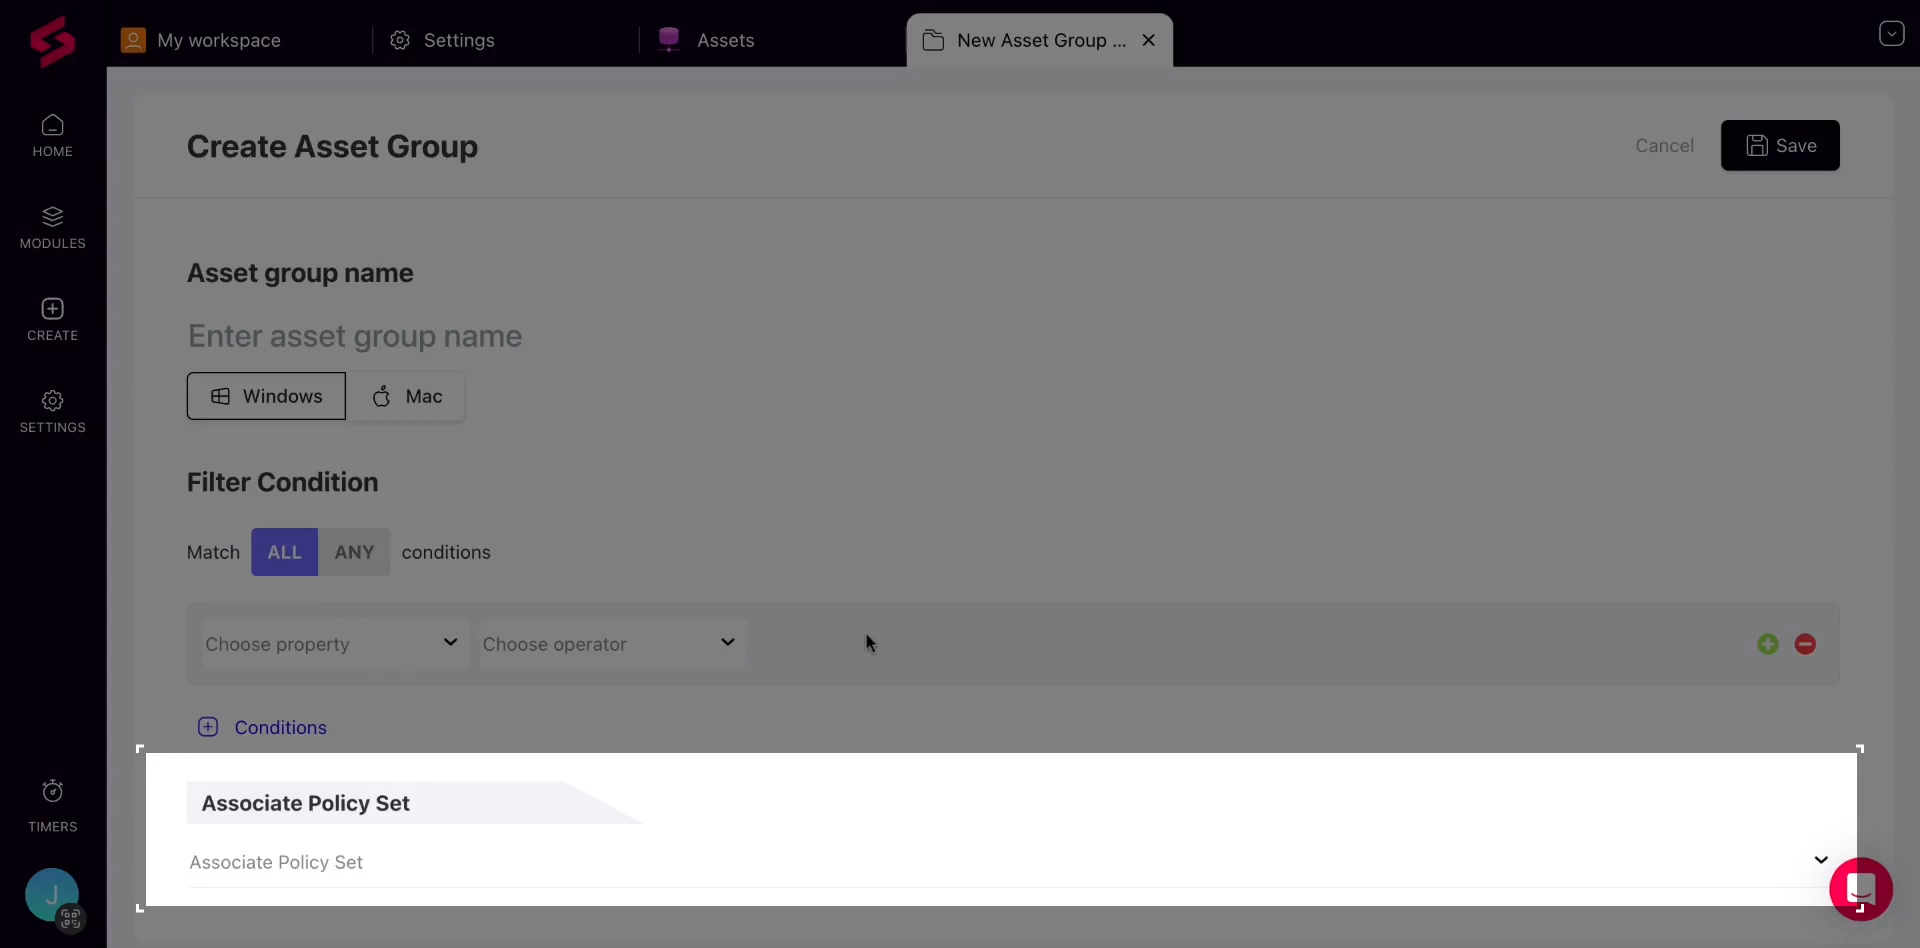 My workspace
Settings
Assets
New Asset Group ...
HOME
MODULES
CREATE
SETTINGS
TIMERS
J
Create Asset Group
Cancel
Save
Asset group name
Enter asset group name
Windows
Mac
Filter Condition
Match ALL ANY conditions
Choose property
Choose operator
Conditions
Associate Policy Set
Associate Policy Set